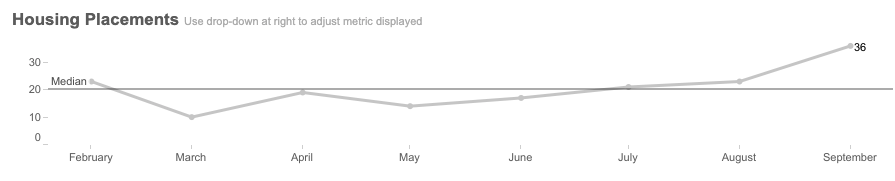 Housing Placements Use drop-down at right to adjust metric displayed
36
30
Median
20
10
0
February March April May June July August September